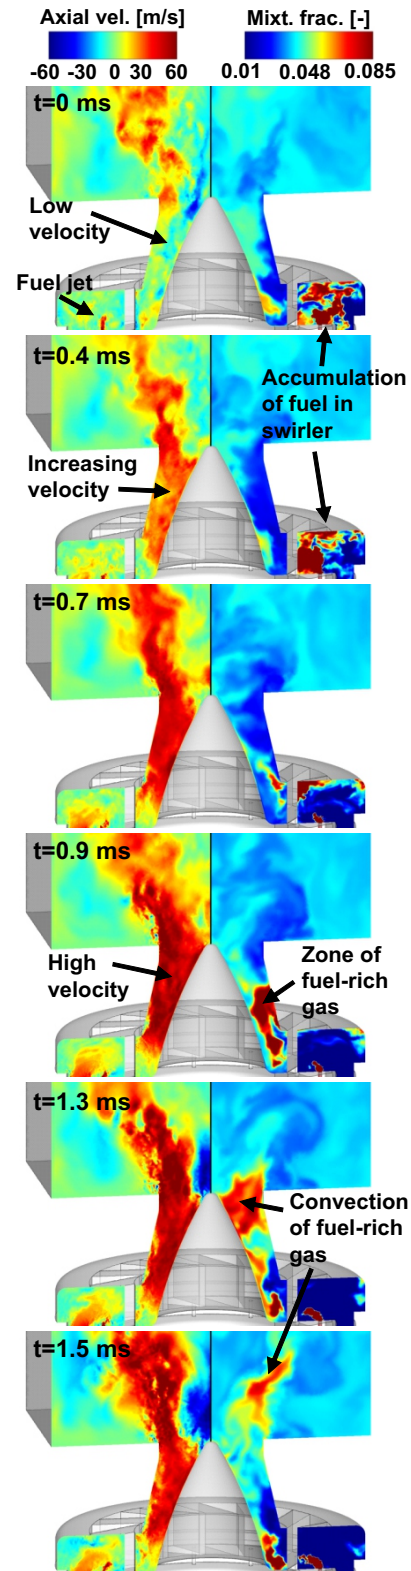 Axial vel. [m/s]
Mixt. frac. [-]
-60 -30 0 30 60
0.01 0.048 0.085
t=0 ms
Low
velocity
Fuel jet
t=0.4 ms
Accumulation
of fuel in
swirler
Increasing
velocity
t=0.7 ms
t=0.9 ms
High
velocity
Zone of
fuel-rich
gas
t=1.3 ms
Convection
of fuel-rich
gas
t=1.5 ms